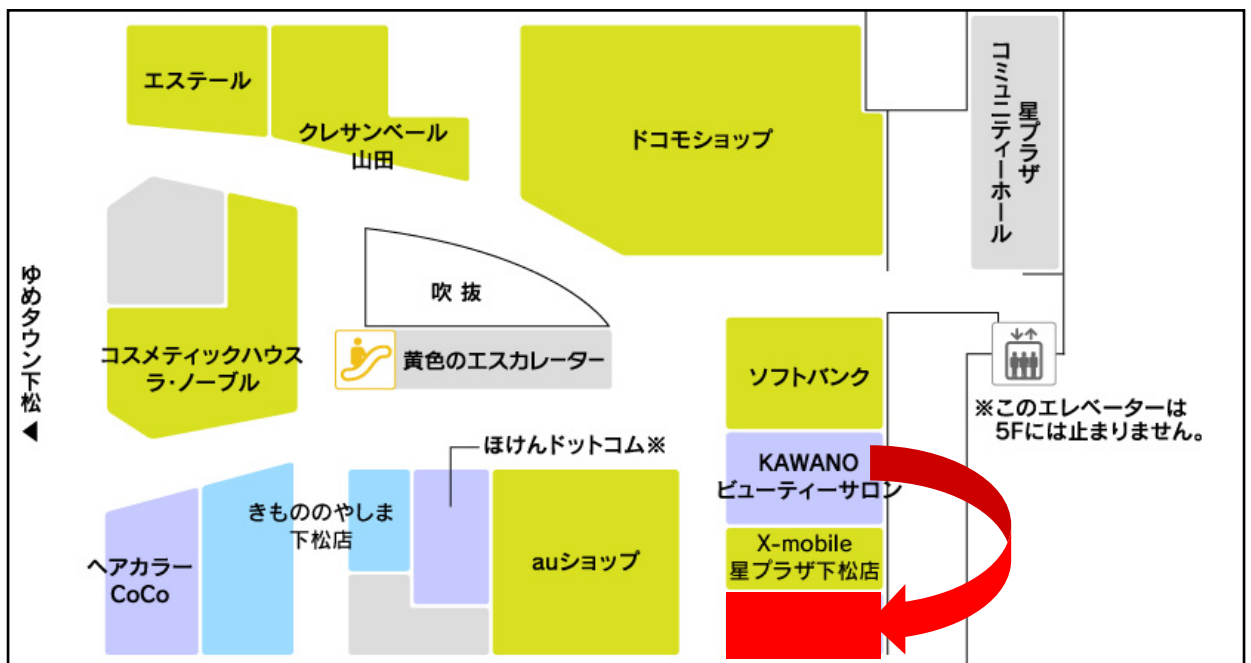 エステール
クレサンベール
山田
ドコモショップ
星プラザ
コミュニティーホール
ゆめタウン下松
◀
吹 抜
コスメティックハウス
ラ・ノーブル
黄色のエスカレーター
ソフトバンク
※このエレベーターは
5Fには止まりません。
ほけんドットコム※
KAWANO
ビューティーサロン
きもののやしま
下松店
ヘアカラー
CoCo
auショップ
X-mobile
星プラザ下松店